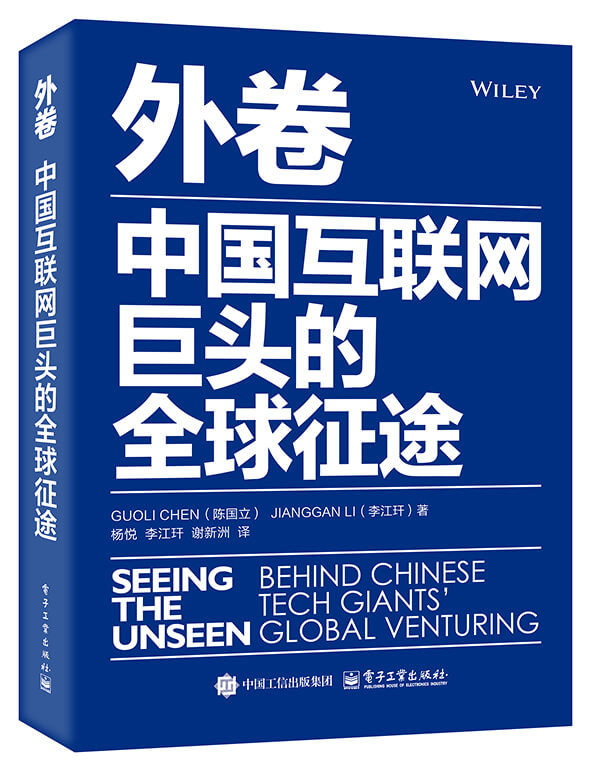 外卷 中国互联网巨头的全球征途
电子工业出版社
WILEY
外卷
中国互联网
巨头的
全球征途
GUOLI CHEN（陈国立） JIANGGAN LI（李江玕）著
杨悦 李江玕 谢新洲 译
SEEING
THE
UNSEEN
BEHIND CHINESE
TECH GIANTS'
GLOBAL VENTURING
中国工信出版集团
電子工業出版社
PUBLISHING HOUSE OF ELECTRONICS INDUSTRY